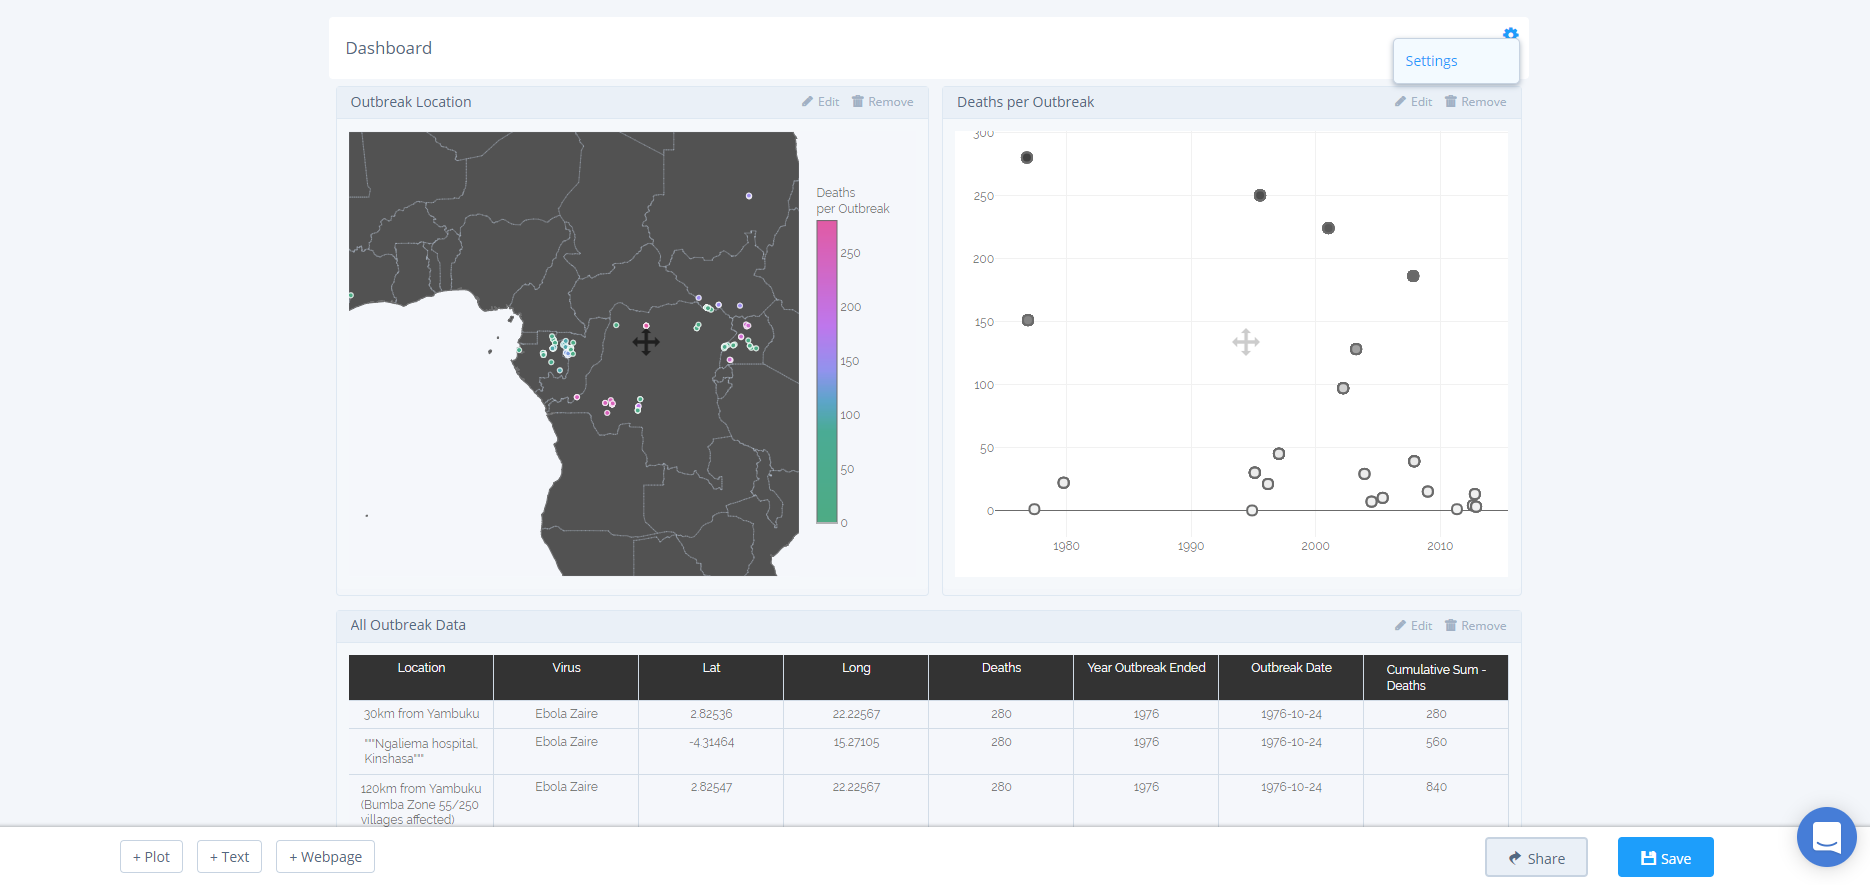 Dashboard
Settings
Outbreak Location
Edit
Remove
Deaths
per Outbreak
250
200
150
100
50
0
Deaths per Outbreak
Edit
Remove
300
250
200
150
100
50
0
1980
1990
2000
2010
All Outbreak Data
Edit
Remove
Location Virus Lat Long Deaths Year Outbreak Ended Outbreak Date Cumulative Sum -
Deaths
30km from Yambuku Ebola Zaire 2.82536 22.22567 280 1976 1976-10-24 280
"""Ngaliema hospital, Ebola Zaire -4.31464 15.27105 280 1976 1976-10-24 560
Kinshasa"""
120km from Yambuku Ebola Zaire 2.82547 22.22567 280 1976 1976-10-24 840
(Bumba Zone 55/250
villages affected)
+ Plot
+ Text
+ Webpage
Share
Save